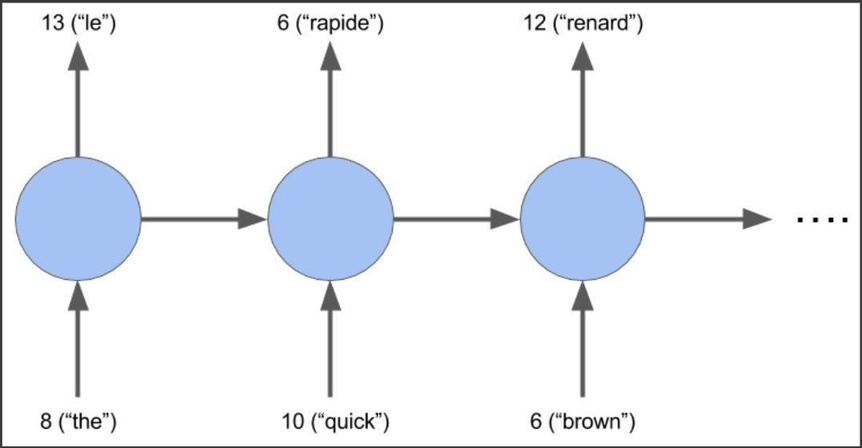 13 (“le”)
6 (“rapide”)
12 (“renard”)
....
8 (“the”)
10 (“quick”)
6 (“brown”)